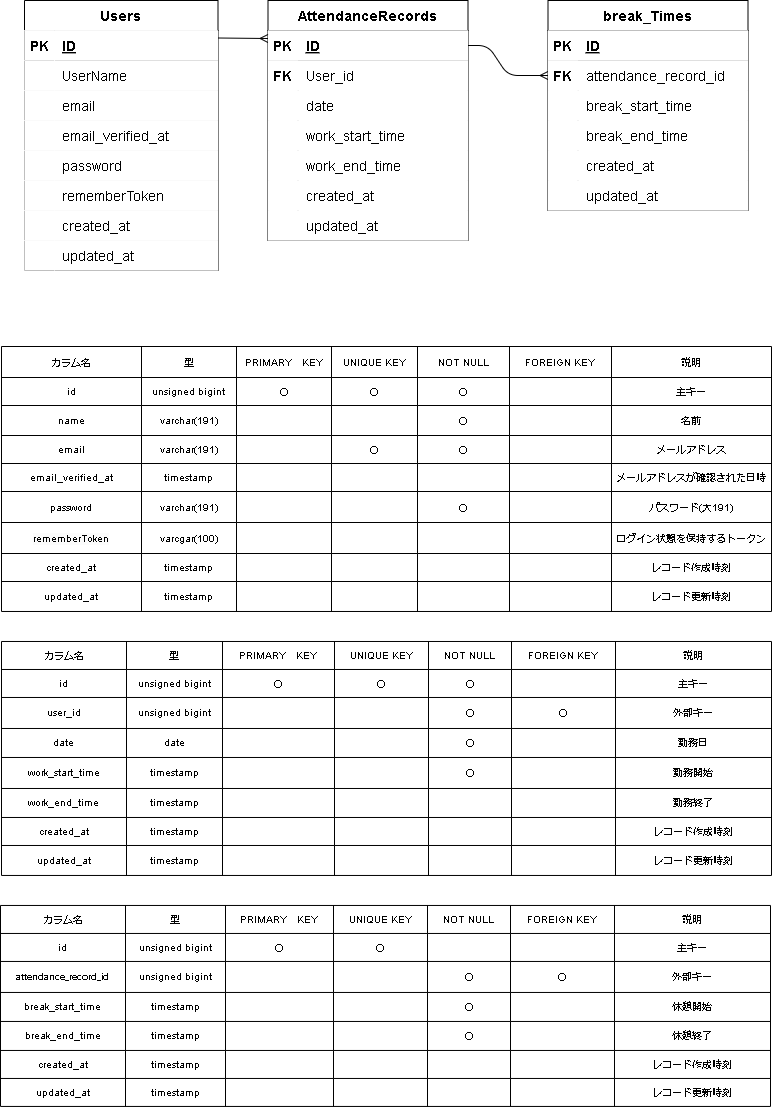 Users
PK ID
UserName
email
email_verified_at
password
rememberToken
created_at
updated_at
AttendanceRecords
PK ID
FK User_id
date
work_start_time
work_end_time
created_at
updated_at
break_Times
PK ID
FK attendance_record_id
break_start_time
break_end_time
created_at
updated_at
カラム名 型 PRIMARY　KEY UNIQUE KEY NOT NULL FOREIGN KEY 説明
id unsigned bigint ○ ○ ○ 主キー
name varchar(191) ○ 名前
email varchar(191) ○ ○ メールアドレス
email_verified_at timestamp メールアドレスが確認された日時
password varchar(191) ○ パスワード(大191)
rememberToken varcgar(100) ログイン状態を保持するトークン
created_at timestamp レコード作成時刻
updated_at timestamp レコード更新時刻
カラム名 型 PRIMARY　KEY UNIQUE KEY NOT NULL FOREIGN KEY 説明
id unsigned bigint ○ ○ ○ 主キー
user_id unsigned bigint ○ ○ 外部キー
date date ○ 勤務日
work_start_time timestamp ○ 勤務開始
work_end_time timestamp 勤務終了
created_at timestamp レコード作成時刻
updated_at timestamp レコード更新時刻
カラム名 型 PRIMARY　KEY UNIQUE KEY NOT NULL FOREIGN KEY 説明
id unsigned bigint ○ ○ 主キー
attendance_record_id unsigned bigint ○ ○ 外部キー
break_start_time timestamp ○ 休憩開始
break_end_time timestamp ○ 休憩終了
created_at timestamp レコード作成時刻
updated_at timestamp レコード更新時刻